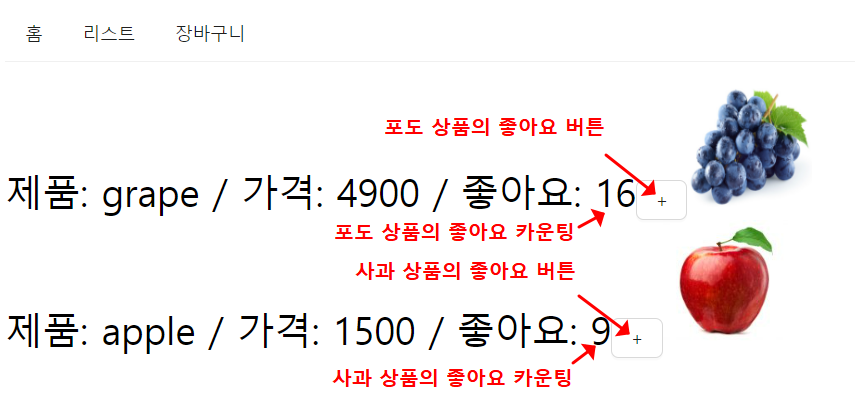 홈 리스트 장바구니
포도 상품의 좋아요 버튼
제품: grape / 가격: 4900 / 좋아요: 16 +
포도 상품의 좋아요 카운팅
사과 상품의 좋아요 버튼
제품: apple / 가격: 1500 / 좋아요: 9 +
사과 상품의 좋아요 카운팅